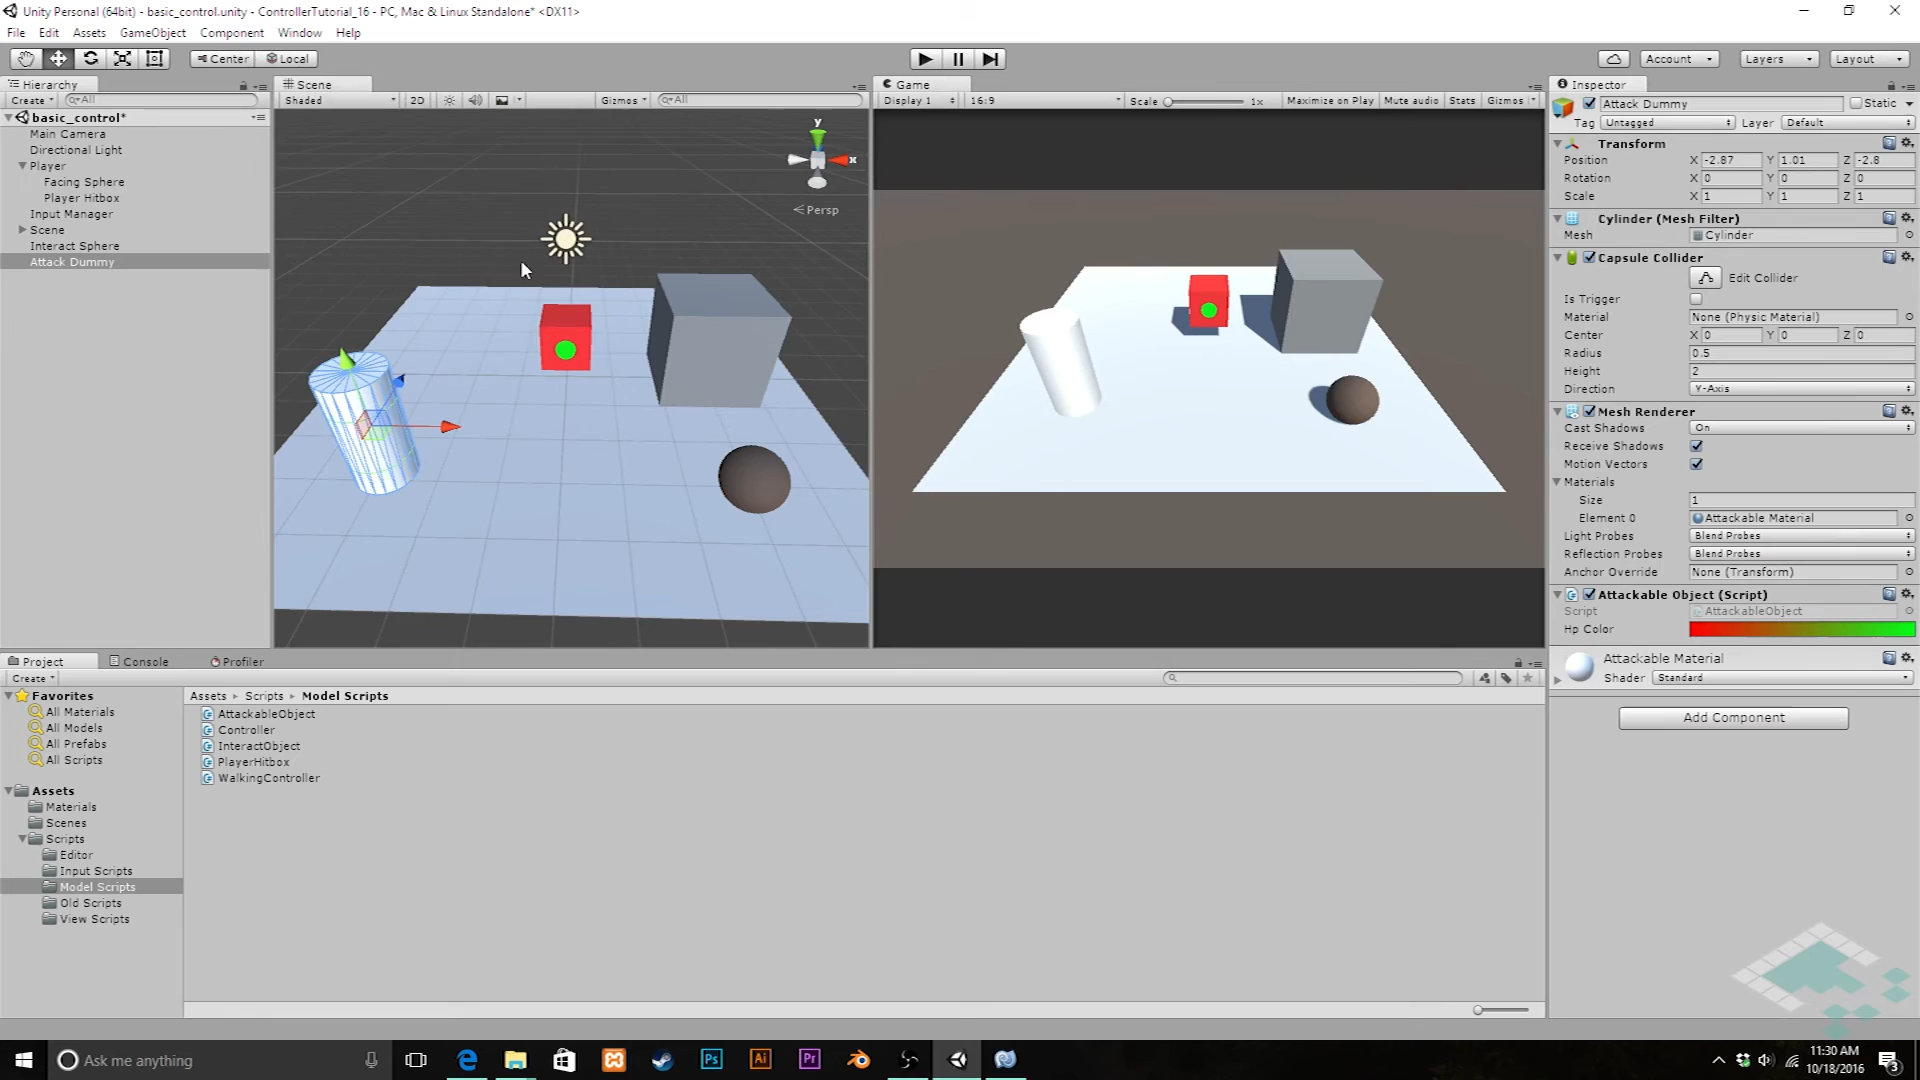 Unity Personal (64bit) - basic_control.unity - ControllerTutorial_16 - PC, Mac & Linux Standalone* <DX11>
File Edit Assets GameObject Component Window Help
Center Local Account Layers Layout
Hierarchy
Create All
basic_control*
Main Camera
Directional Light
Player
Facing Sphere
Player Hitbox
Input Manager
Scene
Interact Sphere
Attack Dummy
Scene
Shaded 2D Gizmos All
y
x
Persp
Game
Display 1 16:9 Scale 1x Maximize on Play Mute audio Stats Gizmos
Inspector
Attack Dummy Static
Tag Untagged Layer Default
Transform
Position X -2.87 Y 1.01 Z -2.8
Rotation X 0 Y 0 Z 0
Scale X 1 Y 1 Z 1
Cylinder (Mesh Filter)
Mesh Cylinder
Capsule Collider
Edit Collider
Is Trigger
Material None (Physic Material)
Center X 0 Y 0 Z 0
Radius 0.5
Height 2
Direction Y-Axis
Mesh Renderer
Cast Shadows On
Receive Shadows
Motion Vectors
Materials
Size 1
Element 0 Attackable Material
Light Probes Blend Probes
Reflection Probes Blend Probes
Anchor Override None (Transform)
Attackable Object (Script)
Script AttackableObject
Hp Color
Attackable Material
Shader Standard
Add Component
Project Console Profiler
Create
Favorites
All Materials
All Models
All Prefabs
All Scripts
Assets
Materials
Scenes
Scripts
Editor
Input Scripts
Model Scripts
Old Scripts
View Scripts
Assets Scripts Model Scripts
AttackableObject
Controller
InteractObject
PlayerHitbox
WalkingController
Ask me anything
Ps Ai Pr
11:30 AM
10/18/2016
3